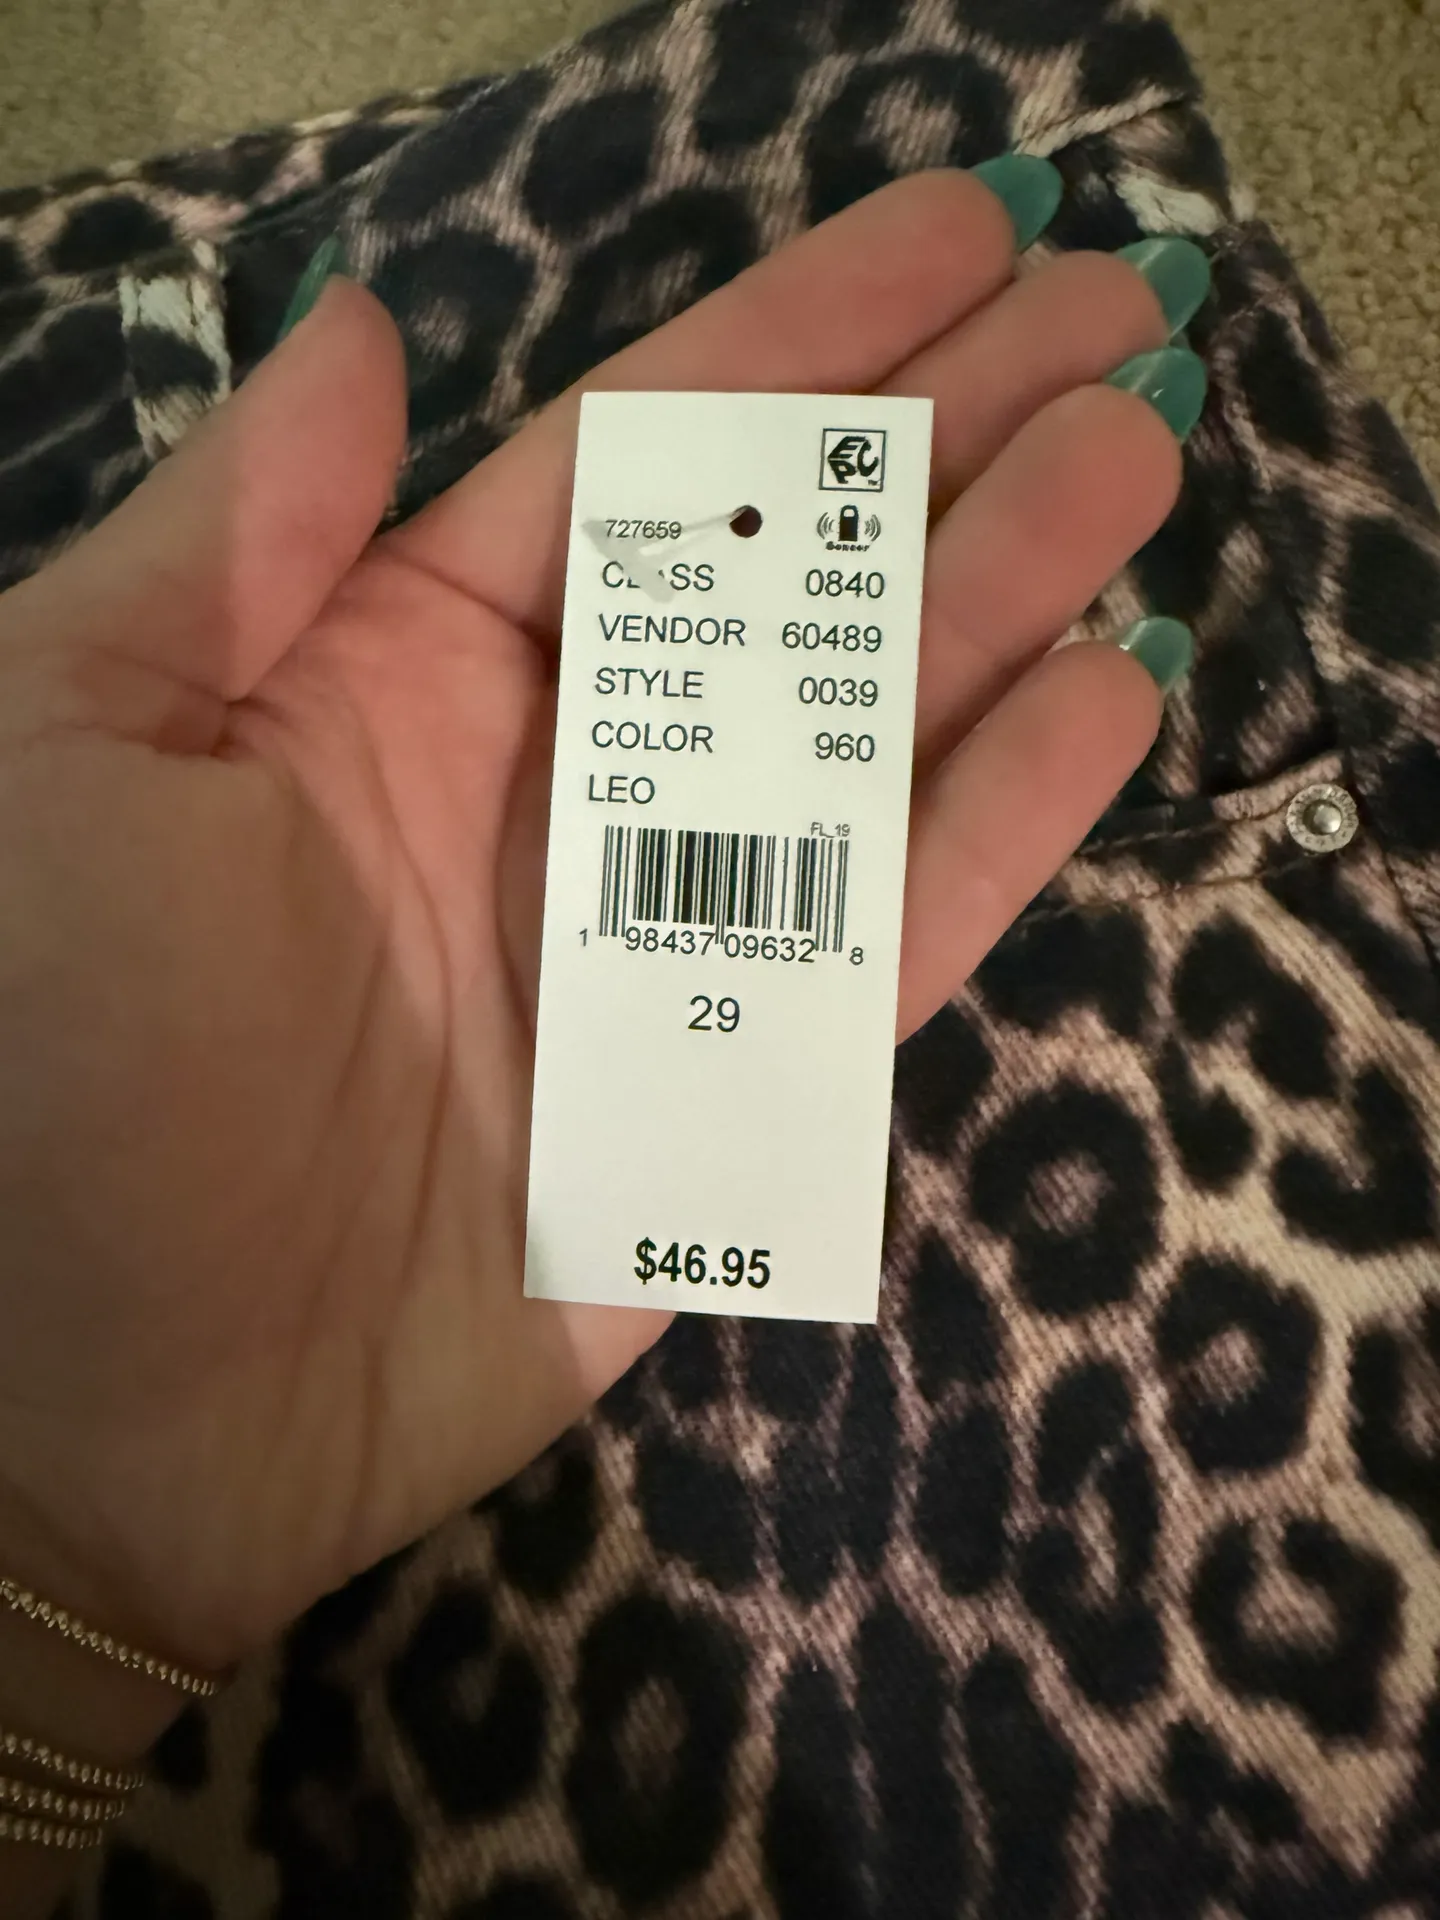 EPC
TM
Sensor
727659
0840
VENDOR 60489
STYLE 0039
COLOR 960
LEO
FL_19
1 98437 09632 8
29
$46.95